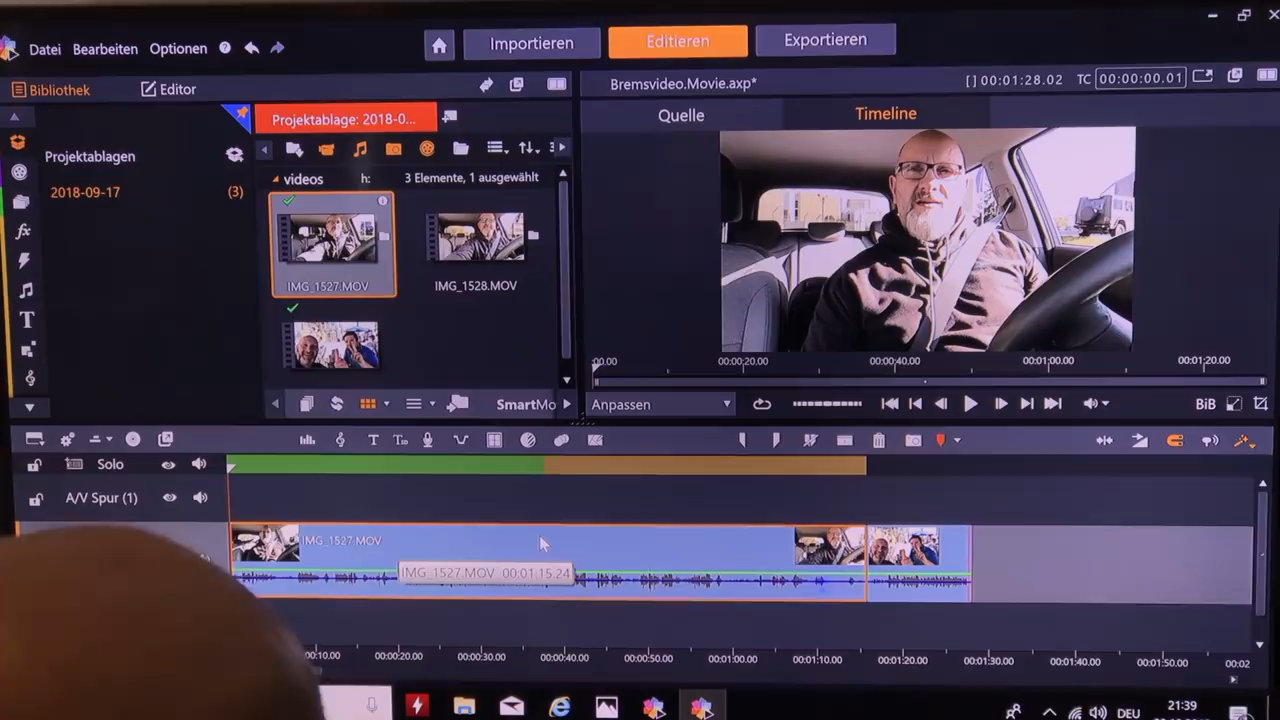 Datei Bearbeiten Optionen
Importieren Editieren Exportieren
Bibliothek Editor
Bremsvideo.Movie.axp*
[ ] 00:01:28.02 TC 00:00:00.01
Projektablage: 2018-0...
Quelle Timeline
Projektablagen
2018-09-17 (3)
videos h: 3 Elemente, 1 ausgewählt
IMG_1527.MOV IMG_1528.MOV
:00.00 00:00:20.00 00:00:40.00 00:01:00.00 00:01:20.00
SmartMo
Anpassen
BiB
Solo
A/V Spur (1)
IMG_1527.MOV
IMG_1527.MOV 00:01:15.24
:00:10.00 00:00:20.00 00:00:30.00 00:00:40.00 00:00:50.00 00:01:00.00 00:01:10.00 00:01:20.00 00:01:30.00 00:01:40.00 00:01:50.00 00:02
DEU 21:39